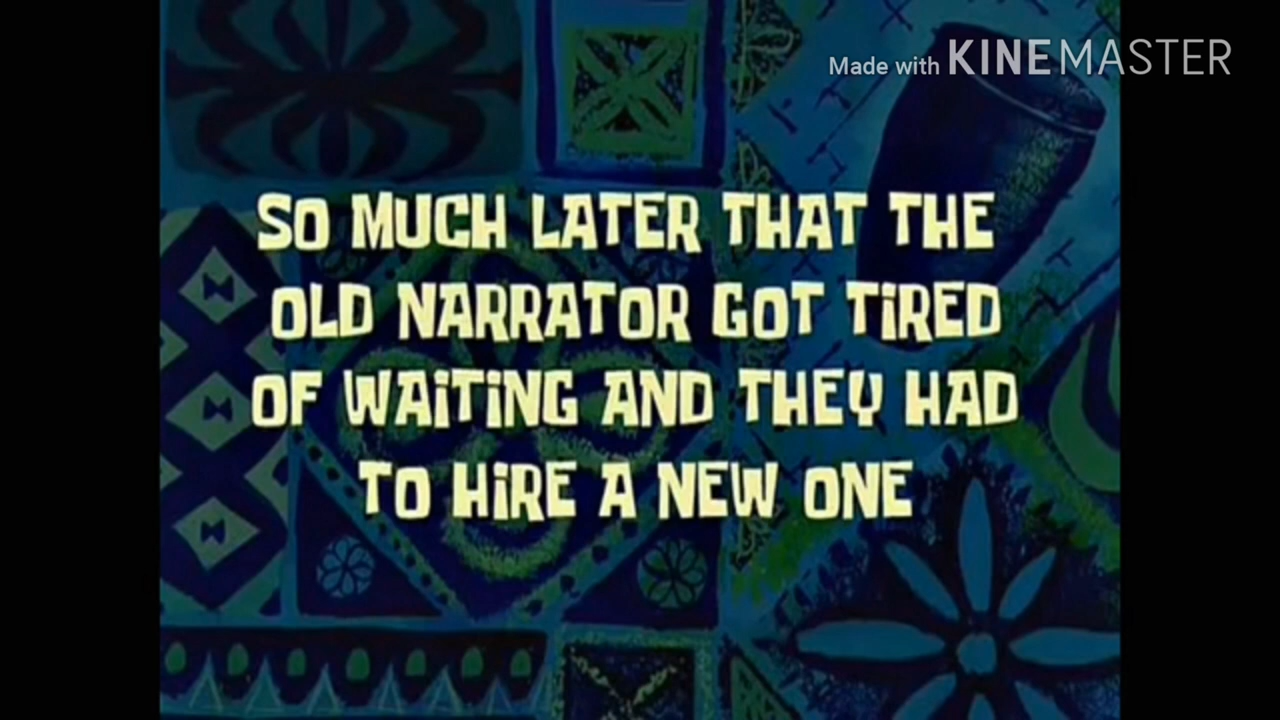 Made with KINEMASTER
SO MUCH LATER THAT THE
OLD NARRATOR GOT TiRED
OF WAiTiNG AND THEY HAD
TO HiRE A NEW ONE